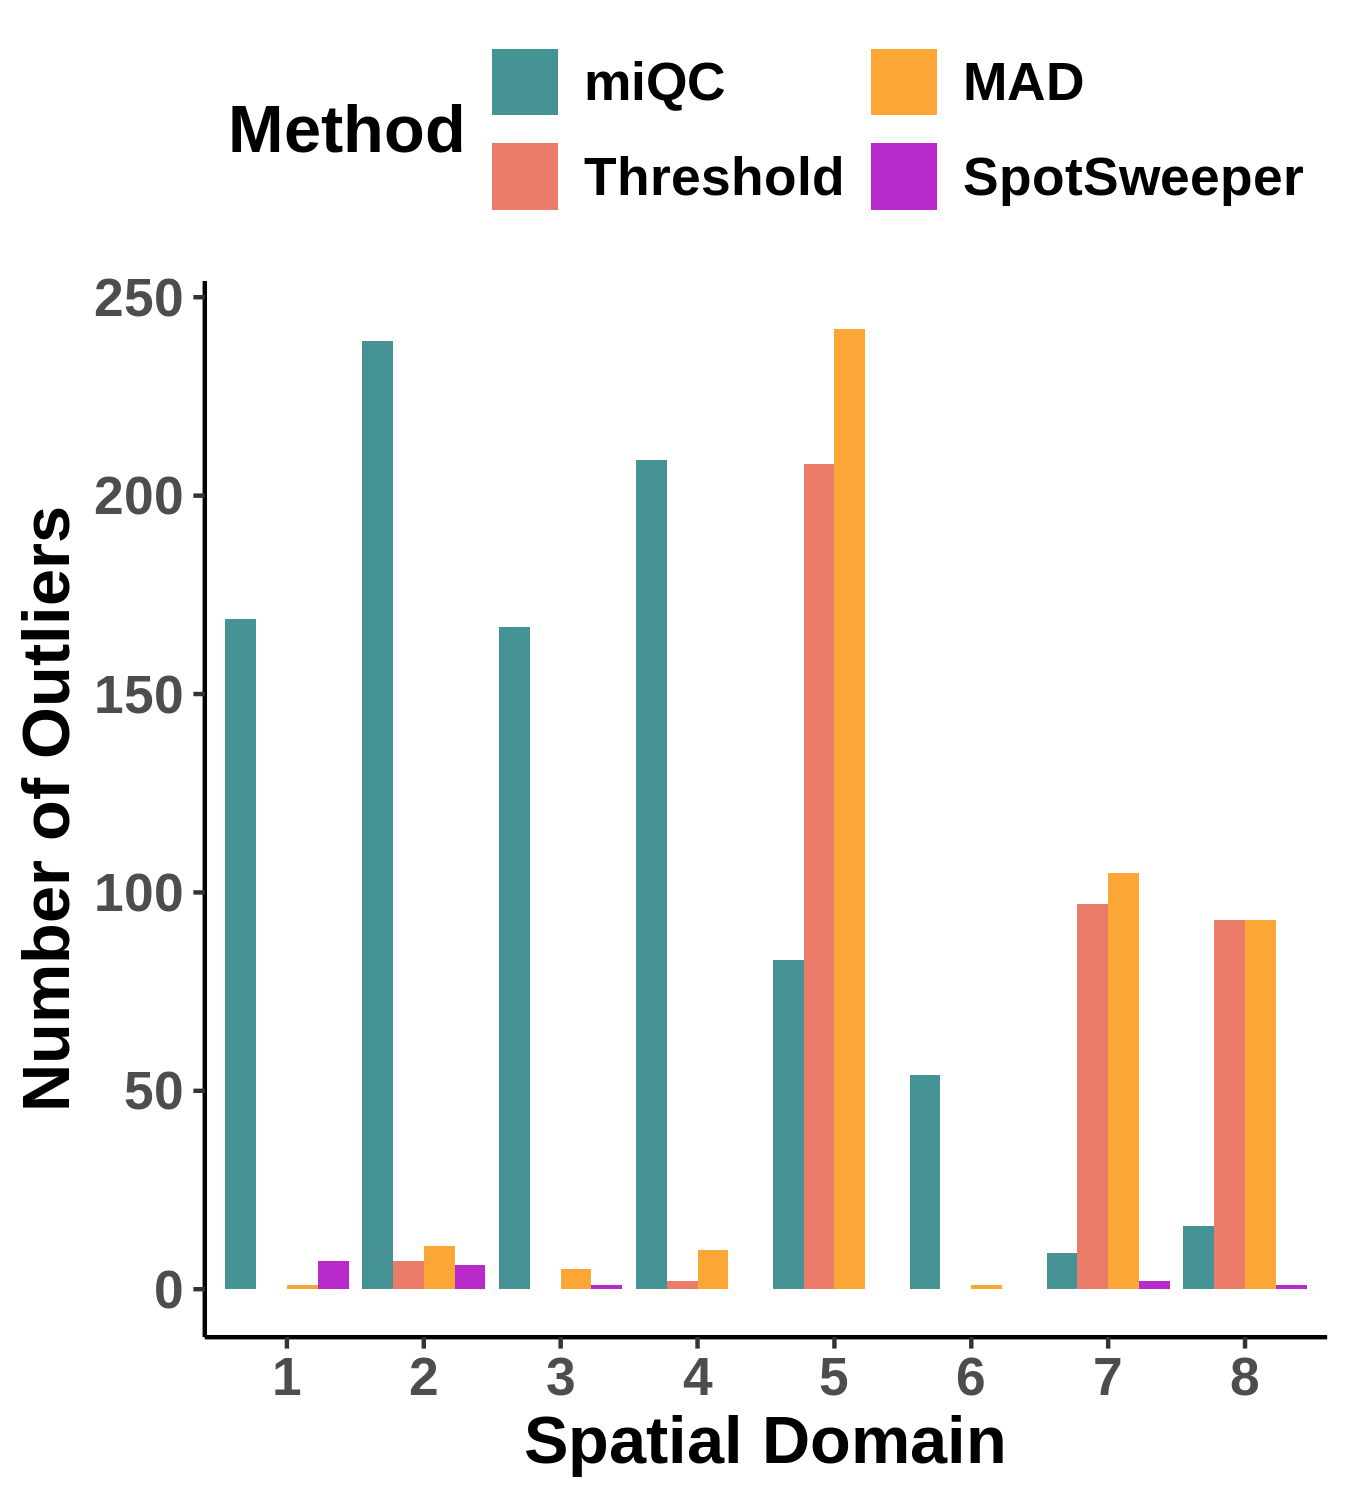 Method
miQC
MAD
Threshold
SpotSweeper
Number of Outliers
250
200
150
100
50
0
1 2 3 4 5 6 7 8
Spatial Domain